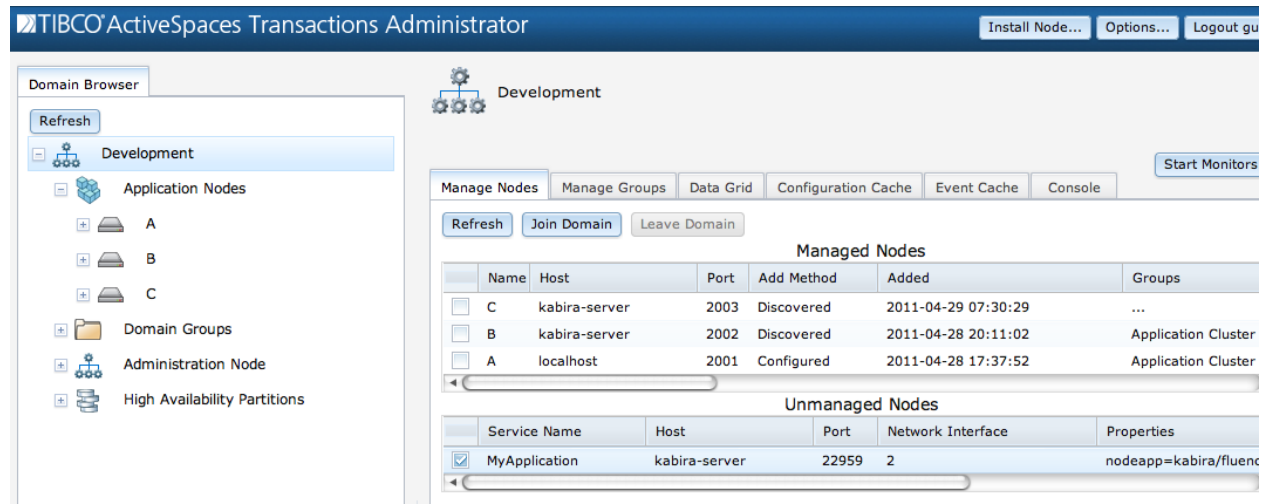 TIBCO® ActiveSpaces Transactions Administrator
Install Node... Options... Logout gu
Domain Browser
Refresh
Development
Application Nodes
A
B
C
Domain Groups
Administration Node
High Availability Partitions
Development
Start Monitors
Manage Nodes Manage Groups Data Grid Configuration Cache Event Cache Console
Refresh Join Domain Leave Domain
Managed Nodes
Name Host Port Add Method Added Groups
C kabira-server 2003 Discovered 2011-04-29 07:30:29 ...
B kabira-server 2002 Discovered 2011-04-28 20:11:02 Application Cluster
A localhost 2001 Configured 2011-04-28 17:37:52 Application Cluster
Unmanaged Nodes
Service Name Host Port Network Interface Properties
MyApplication kabira-server 22959 2 nodeapp=kabira/fluenc